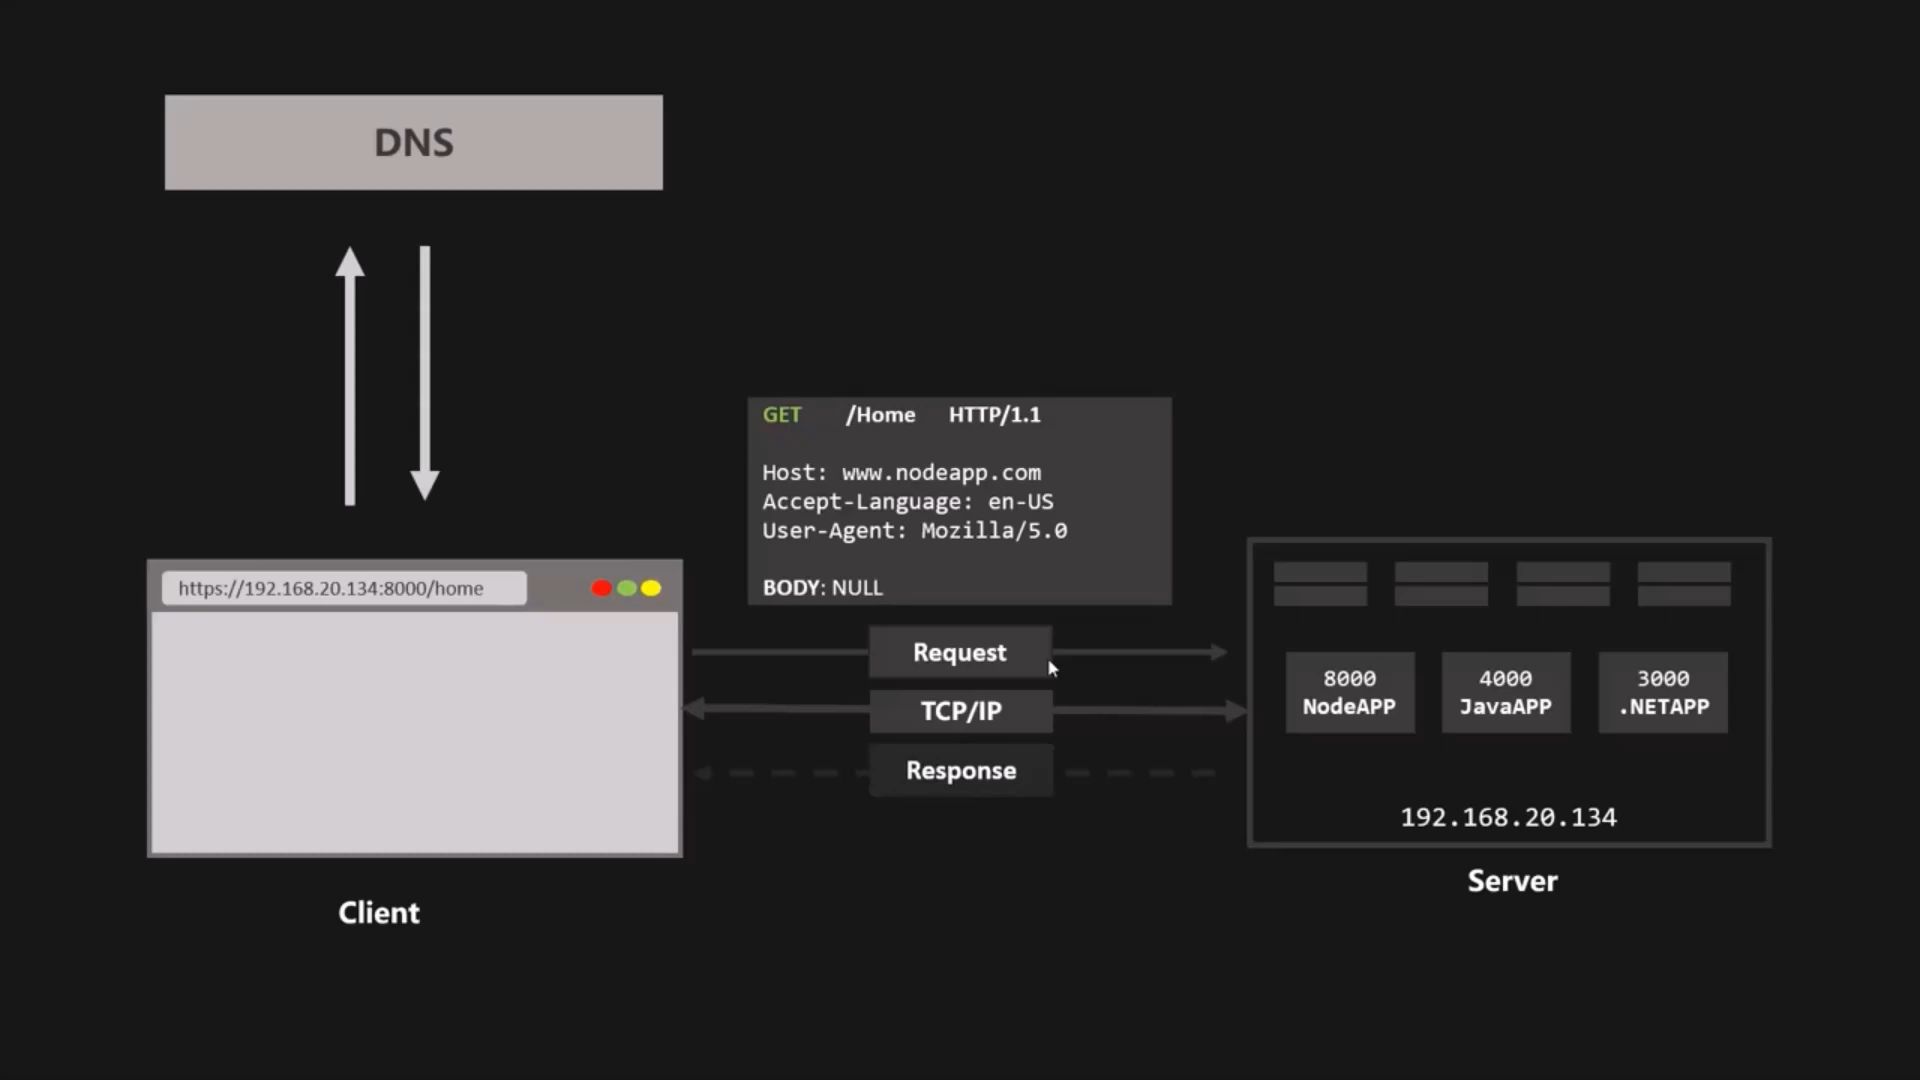 DNS
GET /Home HTTP/1.1
Host: www.nodeapp.com
Accept-Language: en-US
User-Agent: Mozilla/5.0
BODY: NULL
https://192.168.20.134:8000/home
Request
TCP/IP
Response
8000
NodeAPP
4000
JavaAPP
3000
.NETAPP
192.168.20.134
Server
Client